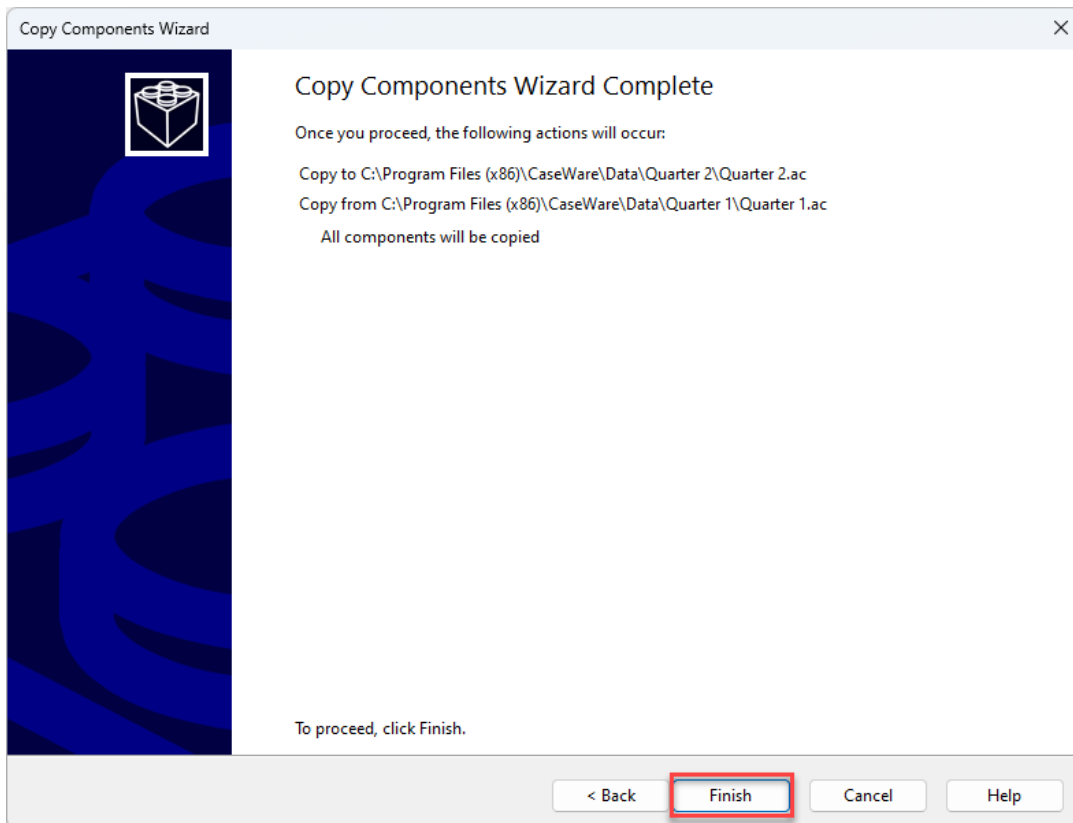 Copy Components Wizard
Copy Components Wizard Complete
Once you proceed, the following actions will occur:
Copy to C:\Program Files (x86)\CaseWare\Data\Quarter 2\Quarter 2.ac
Copy from C:\Program Files (x86)\CaseWare\Data\Quarter 1\Quarter 1.ac
All components will be copied
To proceed, click Finish.
< Back Finish Cancel Help